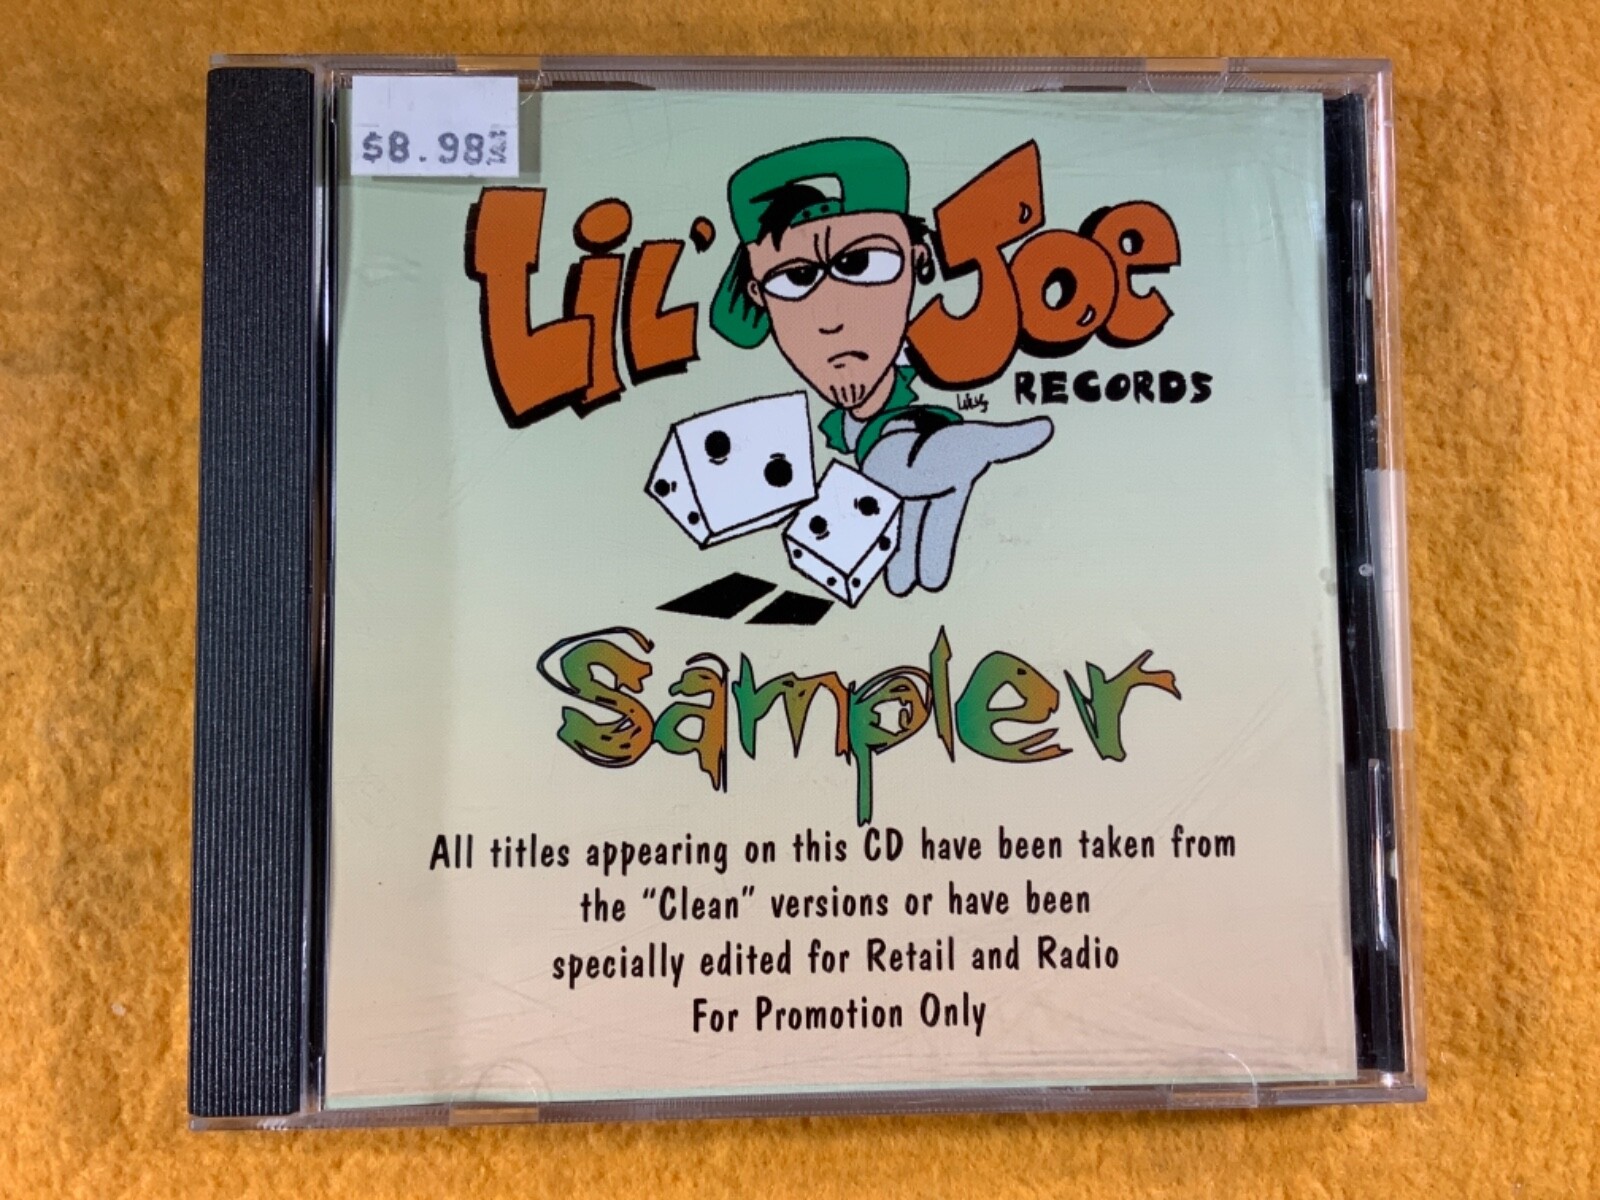 $8.98
Lil' Joe
RECORDS
Sampler
All titles appearing on this CD have been taken from
the “Clean” versions or have been
specially edited for Retail and Radio
For Promotion Only